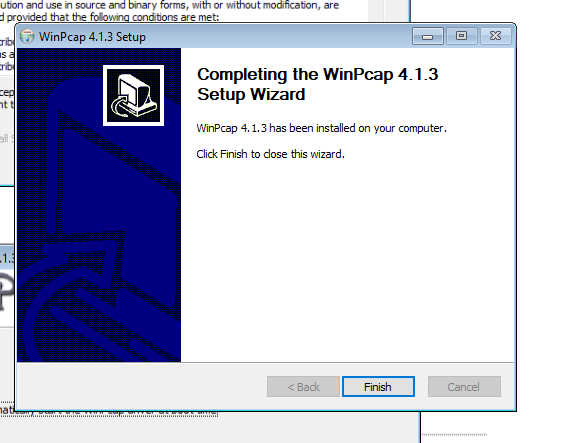 ution and use in source and binary forms, with or without modification, are
d provided that the following conditions are met:
WinPcap 4.1.3 Setup
Completing the WinPcap 4.1.3
Setup Wizard
WinPcap 4.1.3 has been installed on your computer.
Click Finish to close this wizard.
< Back
Finish
Cancel